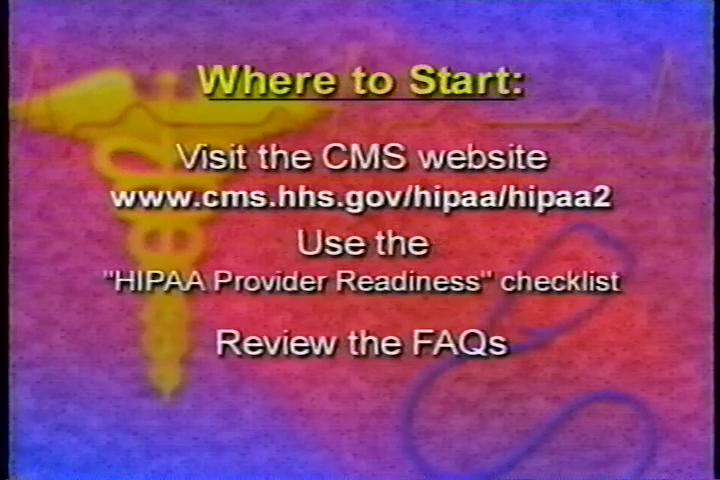 Where to Start:
Visit the CMS website
www.cms.hhs.gov/hipaa/hipaa2
Use the
"HIPAA Provider Readiness" checklist
Review the FAQs